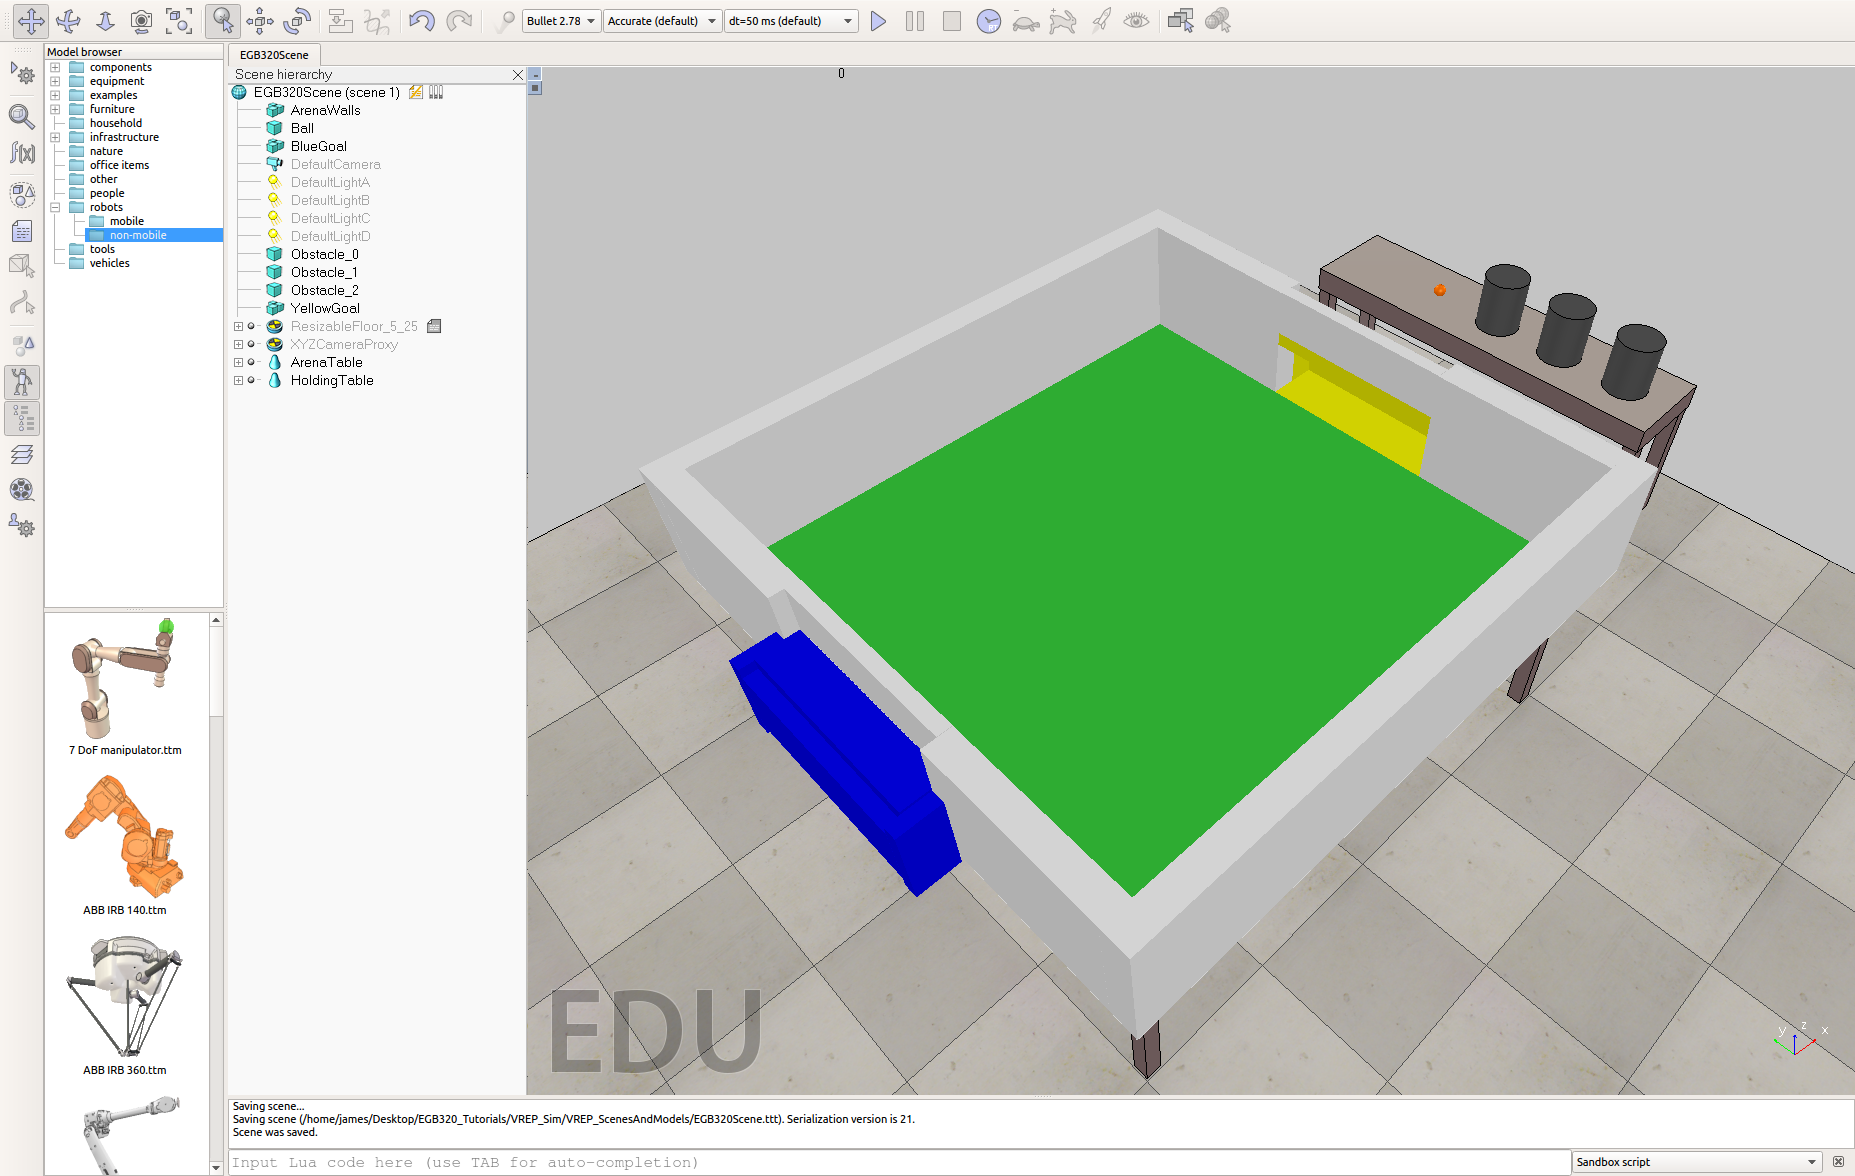 Bullet 2.78
Accurate (default)
dt=50 ms (default)
Model browser
components
equipment
examples
furniture
household
infrastructure
nature
office items
other
people
robots
mobile
non-mobile
tools
vehicles
7 DoF manipulator.ttm
ABB IRB 140.ttm
ABB IRB 360.ttm
EGB320Scene
Scene hierarchy
EGB320Scene (scene 1)
ArenaWalls
Ball
BlueGoal
DefaultCamera
DefaultLightA
DefaultLightB
DefaultLightC
DefaultLightD
Obstacle_0
Obstacle_1
Obstacle_2
YellowGoal
ResizableFloor_5_25
XYZCameraProxy
ArenaTable
HoldingTable
0
EDU
y z x
Saving scene...
Saving scene (/home/james/Desktop/EGB320_Tutorials/VREP_Sim/VREP_ScenesAndModels/EGB320Scene.ttt). Serialization version is 21.
Scene was saved.
Input Lua code here (use TAB for auto-completion)
Sandbox script